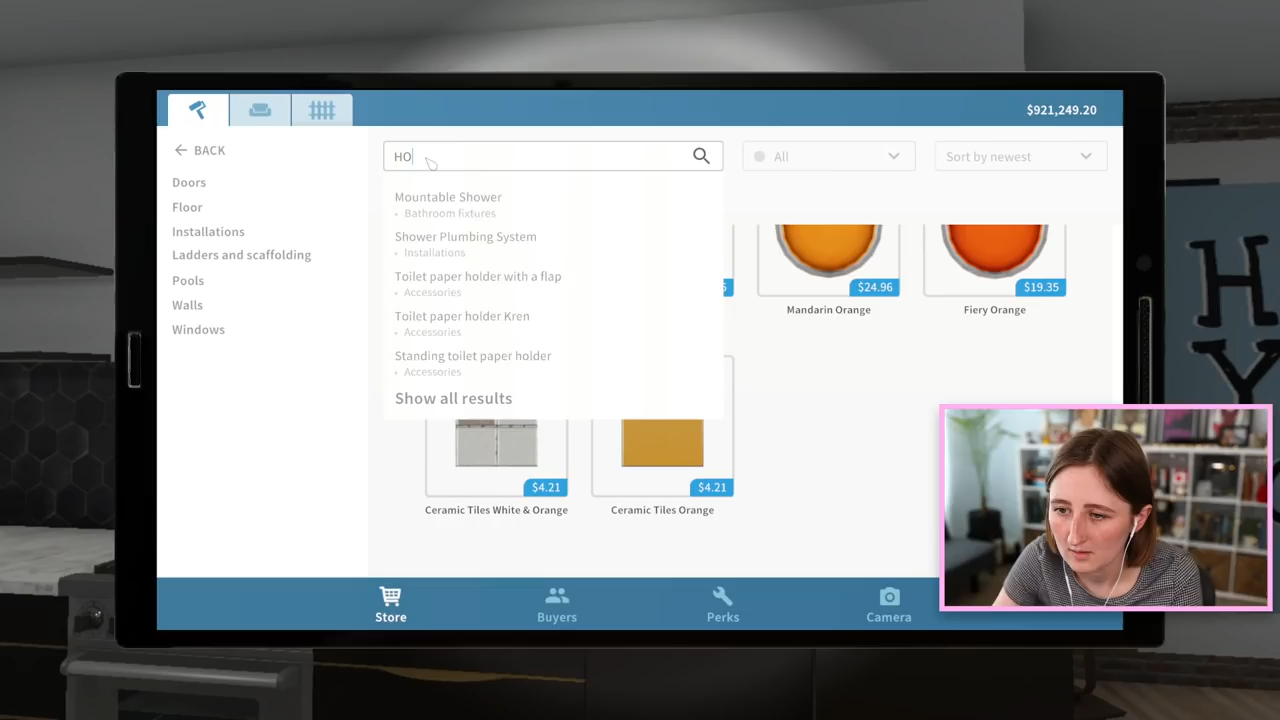 $921,249.20
BACK
HO
All
Sort by newest
Doors
Floor
Installations
Ladders and scaffolding
Pools
Walls
Windows
Mountable Shower
• Bathroom fixtures
Shower Plumbing System
• Installations
Toilet paper holder with a flap
• Accessories
Toilet paper holder Kren
• Accessories
Standing toilet paper holder
• Accessories
Show all results
$24.96
Mandarin Orange
$19.35
Fiery Orange
$4.21
Ceramic Tiles White & Orange
$4.21
Ceramic Tiles Orange
Store
Buyers
Perks
Camera
H
Y